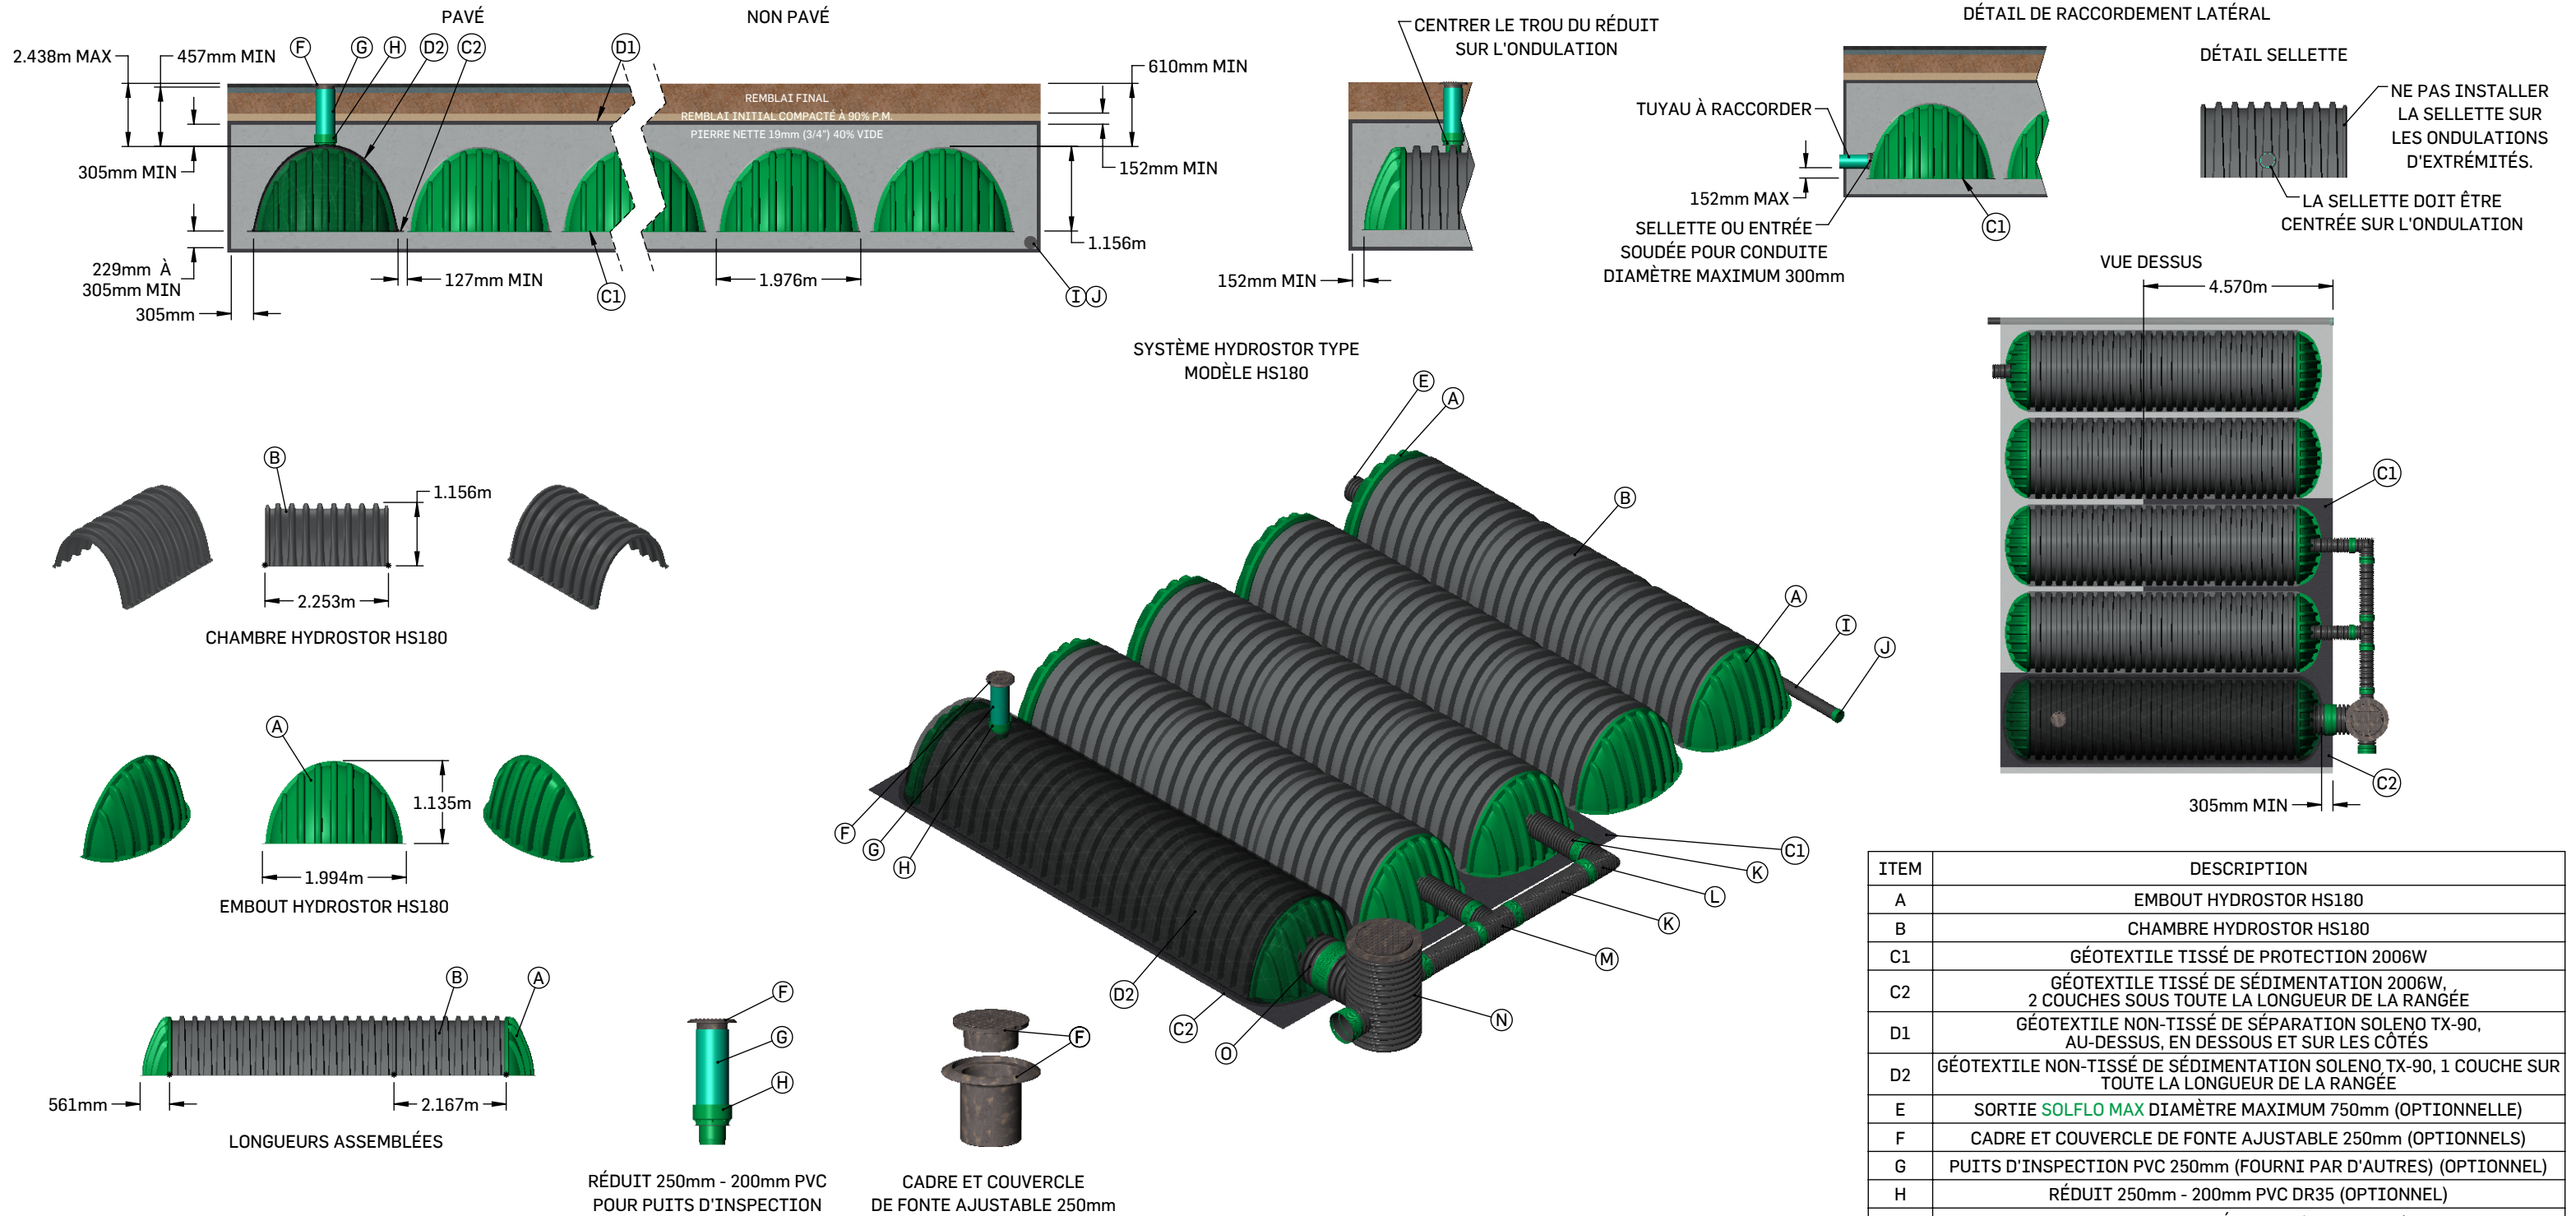 PAVÉ
NON PAVÉ
2.438m MAX
457mm MIN
F
G
H
D2
C2
D1
610mm MIN
REMBLAI FINAL
REMBLAI INITIAL COMPACTÉ À 90% P.M.
PIERRE NETTE 19mm (3/4") 40% VIDE
305mm MIN
152mm MIN
1.156m
229mm À
305mm MIN
127mm MIN
1.976m
305mm
C1
I
J
CENTRER LE TROU DU RÉDUIT
SUR L'ONDULATION
152mm MIN
DÉTAIL DE RACCORDEMENT LATÉRAL
TUYAU À RACCORDER
152mm MAX
SELLETTE OU ENTRÉE
SOUDÉE POUR CONDUITE
DIAMÈTRE MAXIMUM 300mm
C1
DÉTAIL SELLETTE
NE PAS INSTALLER
LA SELLETTE SUR
LES ONDULATIONS
D'EXTRÉMITÉS.
LA SELLETTE DOIT ÊTRE
CENTRÉE SUR L'ONDULATION
VUE DESSUS
4.570m
C1
C2
305mm MIN
SYSTÈME HYDROSTOR TYPE
MODÈLE HS180
E
A
B
A
I
J
F
G
H
C1
K
L
K
M
N
D2
C2
O
B
1.156m
2.253m
CHAMBRE HYDROSTOR HS180
A
1.135m
1.994m
EMBOUT HYDROSTOR HS180
B
A
561mm
2.167m
LONGUEURS ASSEMBLÉES
F
G
H
RÉDUIT 250mm - 200mm PVC
POUR PUITS D'INSPECTION
F
CADRE ET COUVERCLE
DE FONTE AJUSTABLE 250mm
ITEM DESCRIPTION
A EMBOUT HYDROSTOR HS180
B CHAMBRE HYDROSTOR HS180
C1 GÉOTEXTILE TISSÉ DE PROTECTION 2006W
C2 GÉOTEXTILE TISSÉ DE SÉDIMENTATION 2006W,
2 COUCHES SOUS TOUTE LA LONGUEUR DE LA RANGÉE
D1 GÉOTEXTILE NON-TISSÉ DE SÉPARATION SOLENO TX-90,
AU-DESSUS, EN DESSOUS ET SUR LES CÔTÉS
D2 GÉOTEXTILE NON-TISSÉ DE SÉDIMENTATION SOLENO TX-90, 1 COUCHE SUR
TOUTE LA LONGUEUR DE LA RANGÉE
E SORTIE SOLFLO MAX DIAMÈTRE MAXIMUM 750mm (OPTIONNELLE)
F CADRE ET COUVERCLE DE FONTE AJUSTABLE 250mm (OPTIONNELS)
G PUITS D'INSPECTION PVC 250mm (FOURNI PAR D'AUTRES) (OPTIONNEL)
H RÉDUIT 250mm - 200mm PVC DR35 (OPTIONNEL)